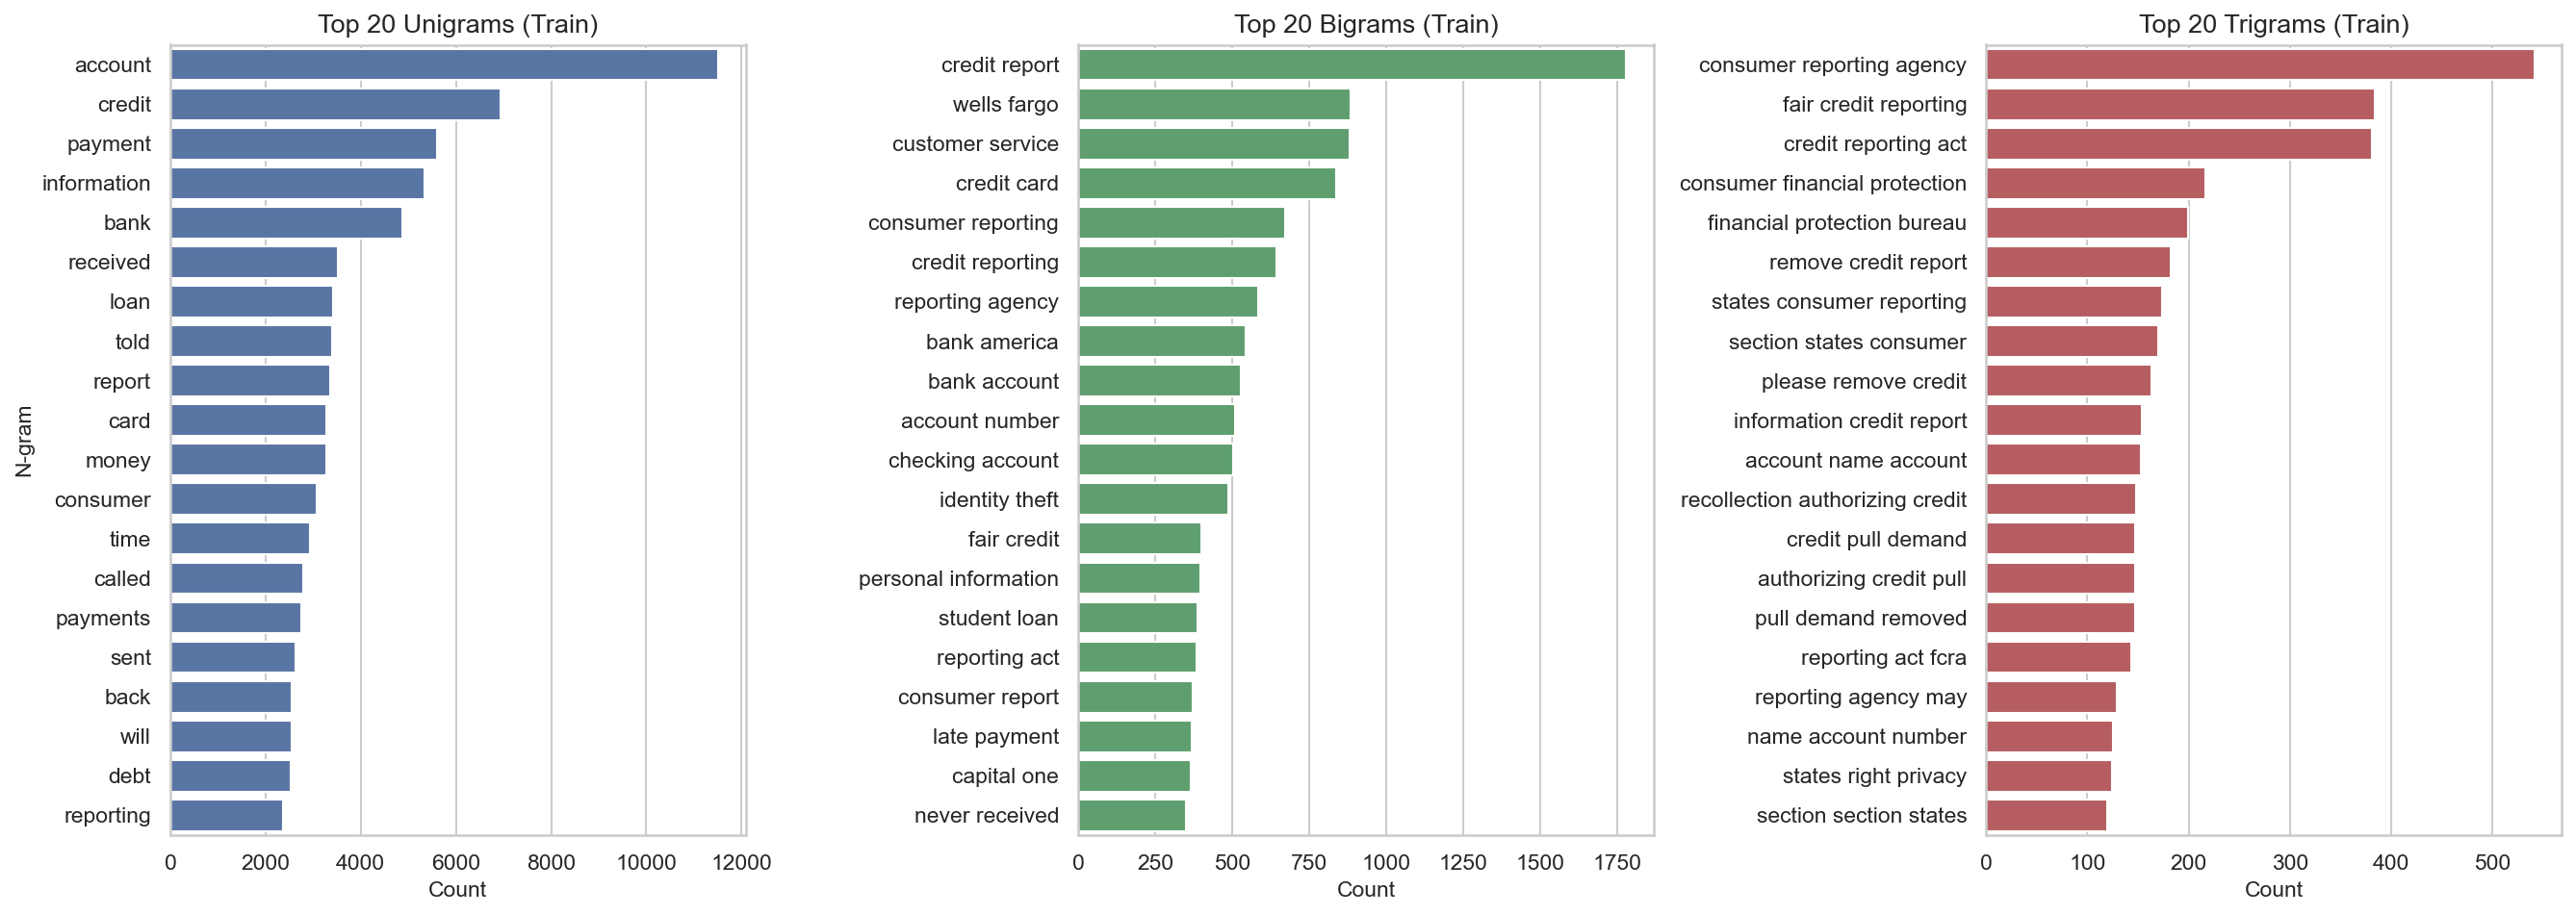 Top 20 Unigrams (Train)
N-gram
account
credit
payment
information
bank
received
loan
told
report
card
money
consumer
time
called
payments
sent
back
will
debt
reporting
0 2000 4000 6000 8000 10000 12000
Count
Top 20 Bigrams (Train)
credit report
wells fargo
customer service
credit card
consumer reporting
credit reporting
reporting agency
bank america
bank account
account number
checking account
identity theft
fair credit
personal information
student loan
reporting act
consumer report
late payment
capital one
never received
0 250 500 750 1000 1250 1500 1750
Count
Top 20 Trigrams (Train)
consumer reporting agency
fair credit reporting
credit reporting act
consumer financial protection
financial protection bureau
remove credit report
states consumer reporting
section states consumer
please remove credit
information credit report
account name account
recollection authorizing credit
credit pull demand
authorizing credit pull
pull demand removed
reporting act fcra
reporting agency may
name account number
states right privacy
section section states
0 100 200 300 400 500
Count